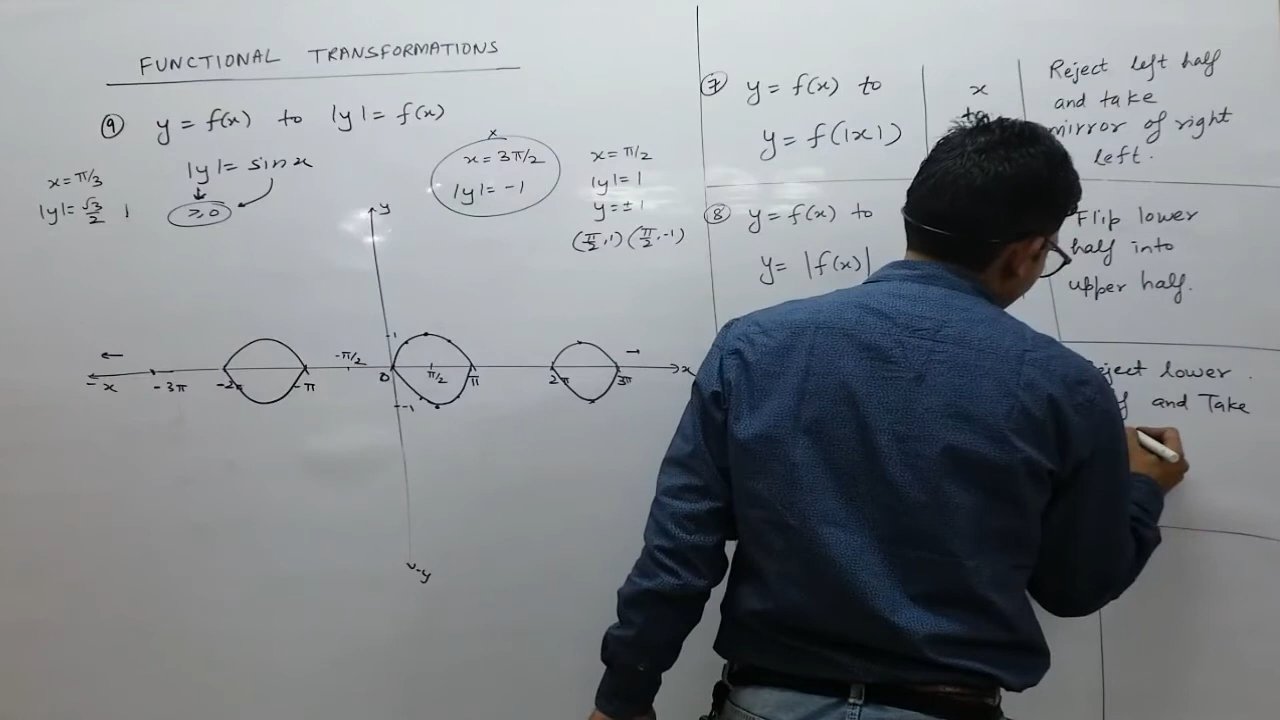 FUNCTIONAL TRANSFORMATIONS
⑨ y = f(x) to |y| = f(x)
|y| = sin x
≥ 0
x = π/3
|y| = √3/2
x
x = 3π/2
|y| = -1
x = π/2
|y| = 1
y = ±1
(π/2, 1) (π/2, -1)
y
1
-π/2
-x
-3π
-2π
-π
0
π/2
π
2π
3π
x
-1
-y
⑦ y = f(x) to
y = f(|x|)
x
to
Reject left half
and take
mirror of right
left.
⑧ y = f(x) to
y = |f(x)|
Flip lower
half into
upper half.
lower
and Take